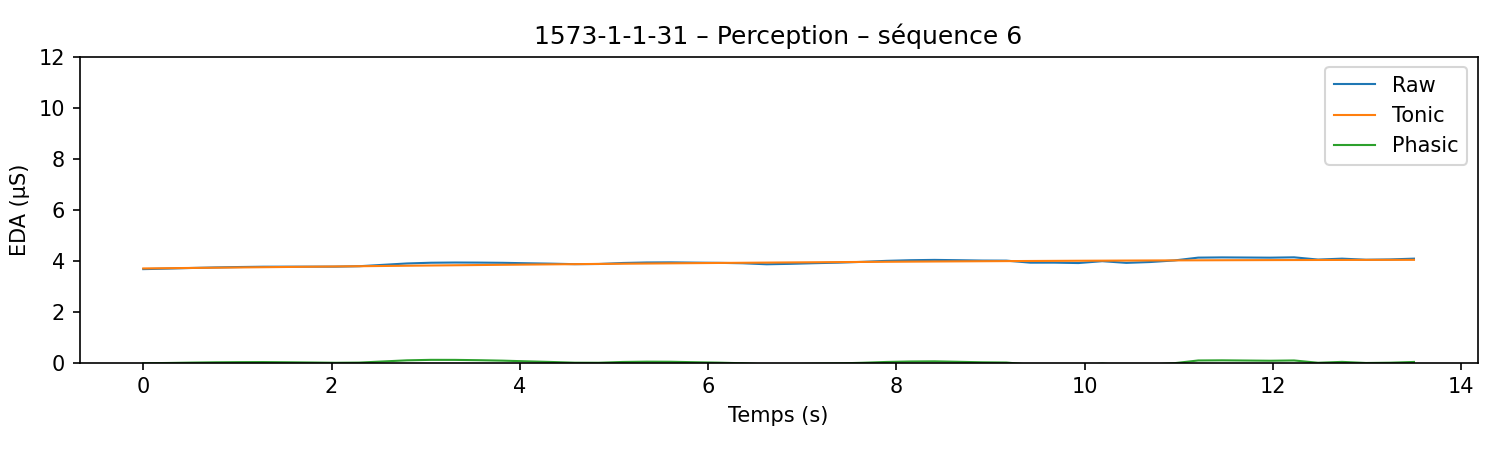 1573-1-1-31 – Perception – séquence 6
12
10
8
6
4
2
0
EDA (µS)
Raw
Tonic
Phasic
0 2 4 6 8 10 12 14
Temps (s)